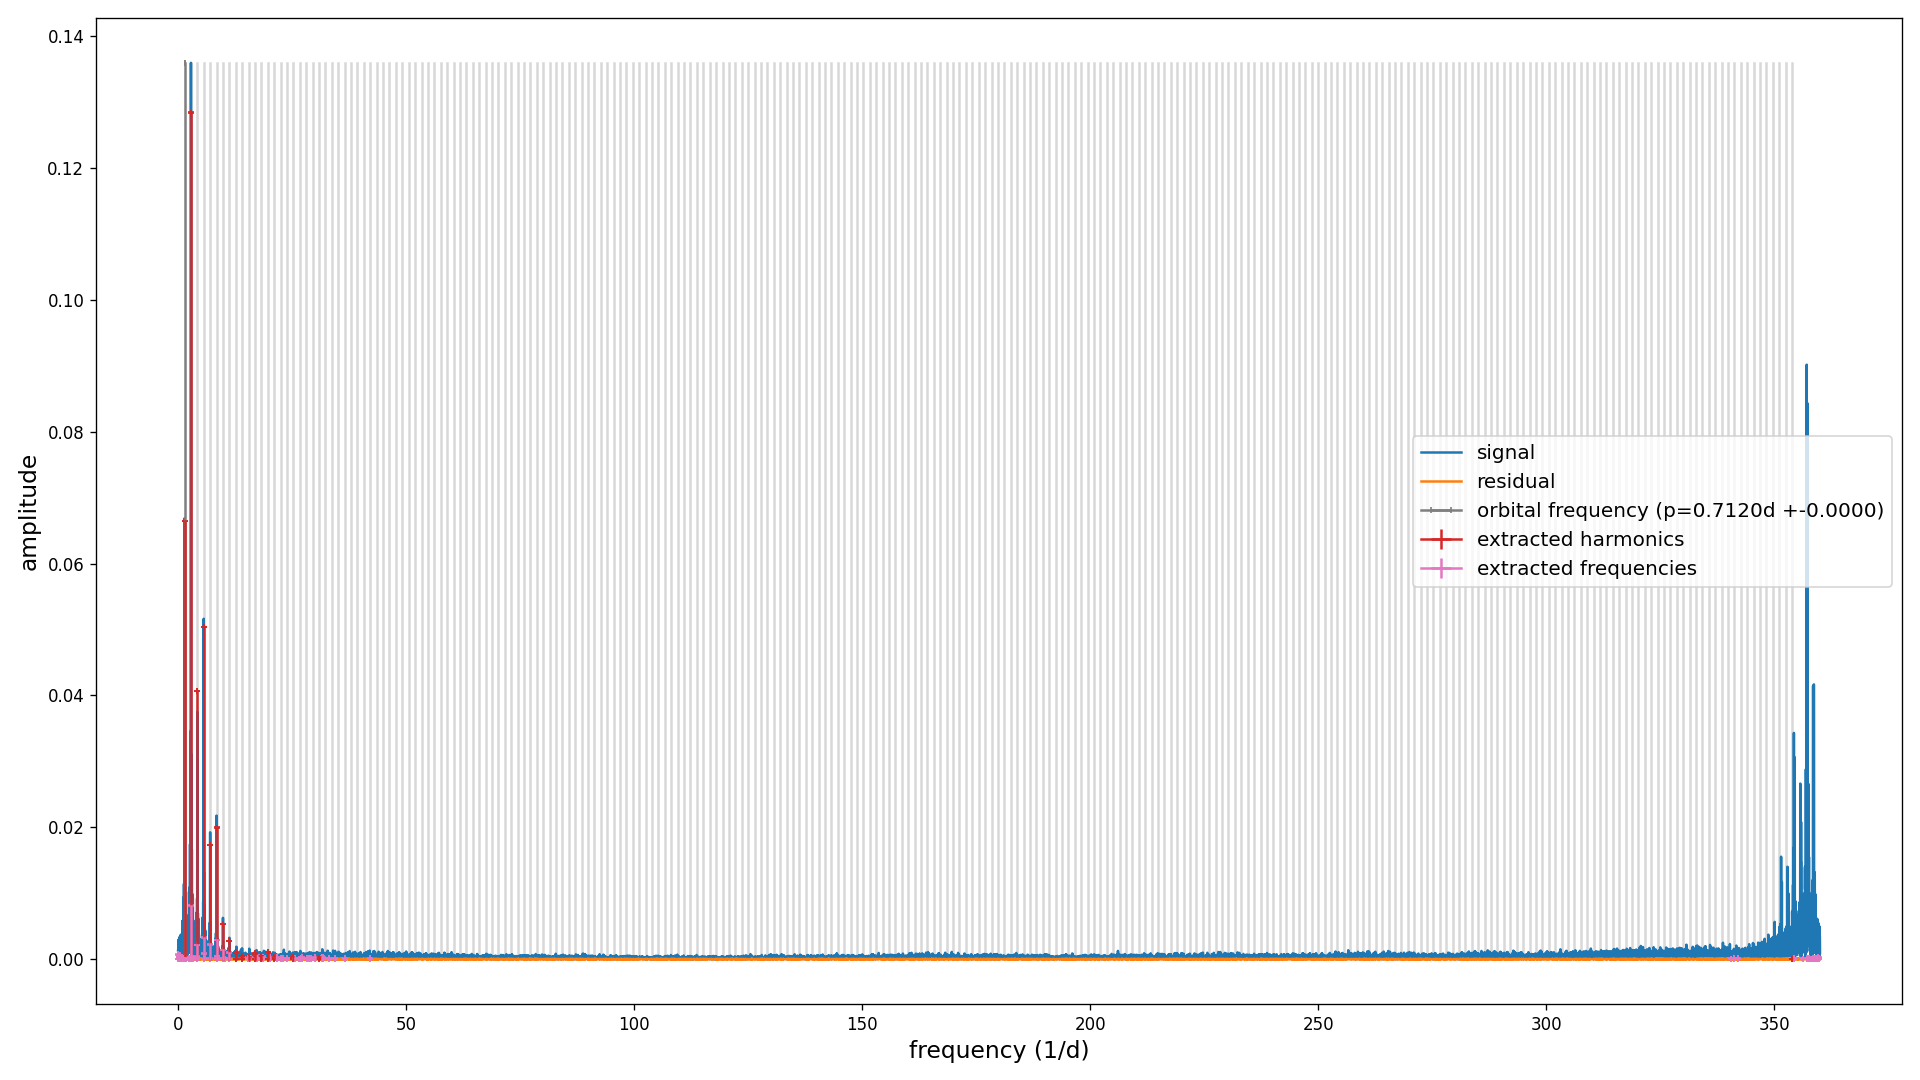 0.14
0.12
0.10
0.08
0.06
0.04
0.02
0.00
amplitude
signal
residual
orbital frequency (p=0.7120d +-0.0000)
extracted harmonics
extracted frequencies
0 50 100 150 200 250 300 350
frequency (1/d)